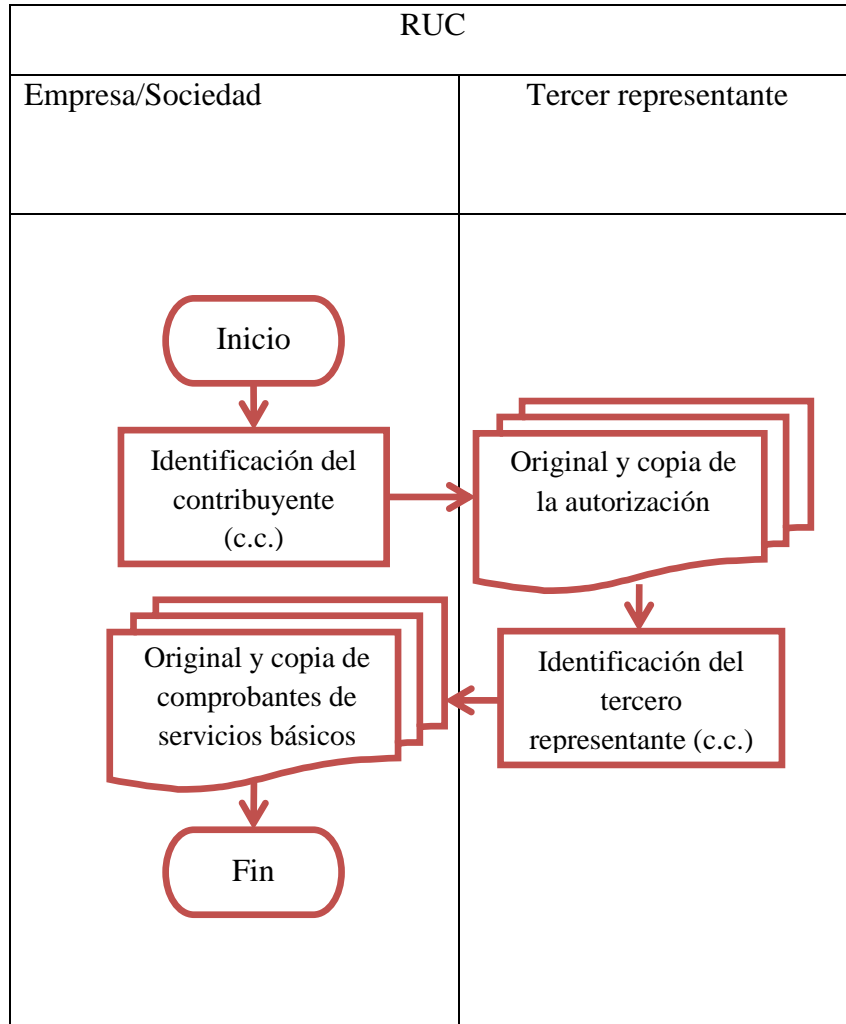 RUC
Empresa/Sociedad
Tercer representante
Inicio
Identificación del
contribuyente
(c.c.)
Original y copia de
la autorización
Identificación del
tercero
representante (c.c.)
Original y copia de
comprobantes de
servicios básicos
Fin